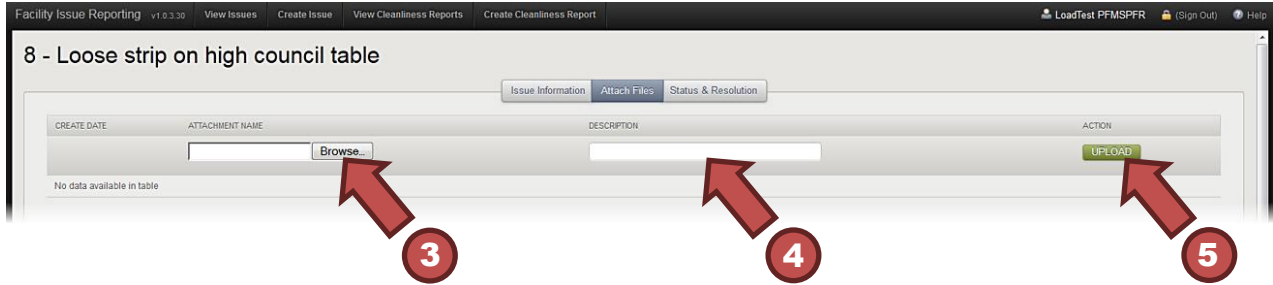 Facility Issue Reporting v1.0.3.30 View Issues Create Issue View Cleanliness Reports Create Cleanliness Report LoadTest PFMSPFR (Sign Out) Help
8 - Loose strip on high council table
Issue Information Attach Files Status & Resolution
CREATE DATE ATTACHMENT NAME DESCRIPTION ACTION
Browse... UPLOAD
No data available in table
3 4 5